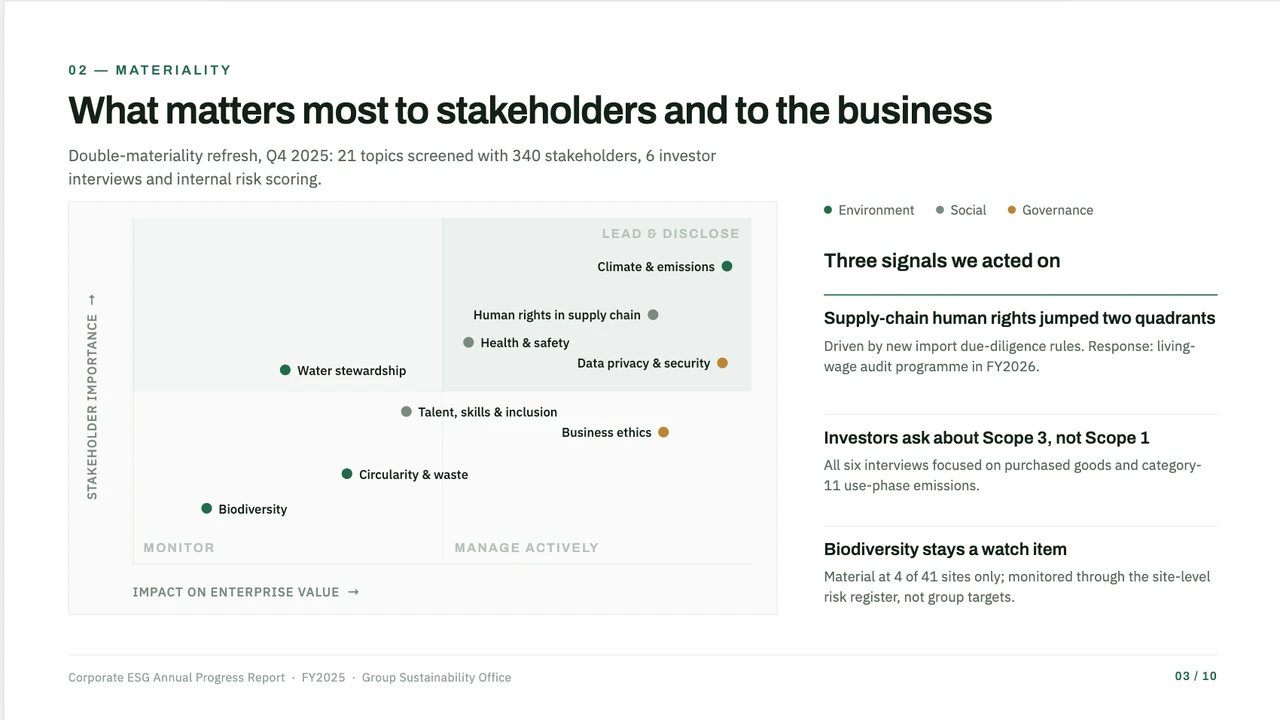 02 — MATERIALITY
What matters most to stakeholders and to the business
Double-materiality refresh, Q4 2025: 21 topics screened with 340 stakeholders, 6 investor
interviews and internal risk scoring.
STAKEHOLDER IMPORTANCE →
LEAD & DISCLOSE
Climate & emissions
Human rights in supply chain
Health & safety
Data privacy & security
Water stewardship
Talent, skills & inclusion
Business ethics
Circularity & waste
Biodiversity
MONITOR
MANAGE ACTIVELY
IMPACT ON ENTERPRISE VALUE →
Environment
Social
Governance
Three signals we acted on
Supply-chain human rights jumped two quadrants
Driven by new import due-diligence rules. Response: living-
wage audit programme in FY2026.
Investors ask about Scope 3, not Scope 1
All six interviews focused on purchased goods and category-
11 use-phase emissions.
Biodiversity stays a watch item
Material at 4 of 41 sites only; monitored through the site-level
risk register, not group targets.
Corporate ESG Annual Progress Report · FY2025 · Group Sustainability Office
03 / 10